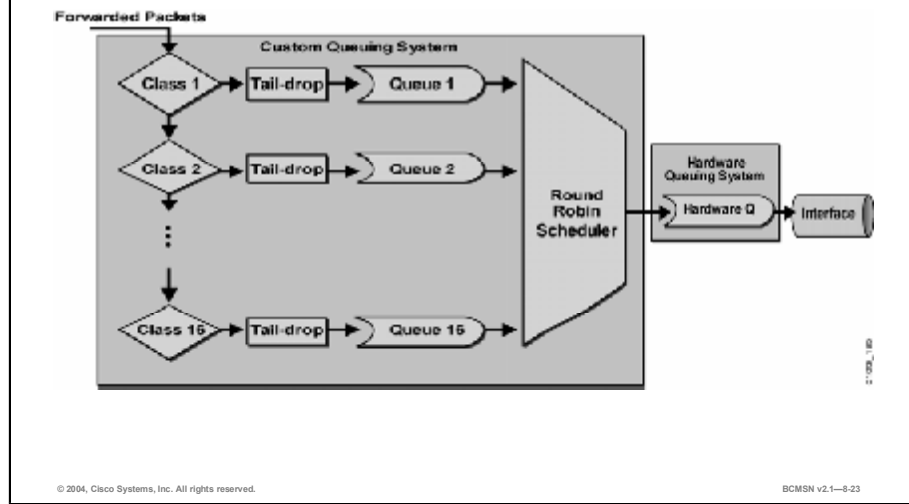 Forwarded Packets
Custom Queuing System
Class 1
Tail-drop
Queue 1
Class 2
Tail-drop
Queue 2
Class 16
Tail-drop
Queue 16
Round
Robin
Scheduler
Hardware
Queuing System
Hardware Q
Interface
© 2004, Cisco Systems, Inc. All rights reserved.
BCMSN v2.1—8-23